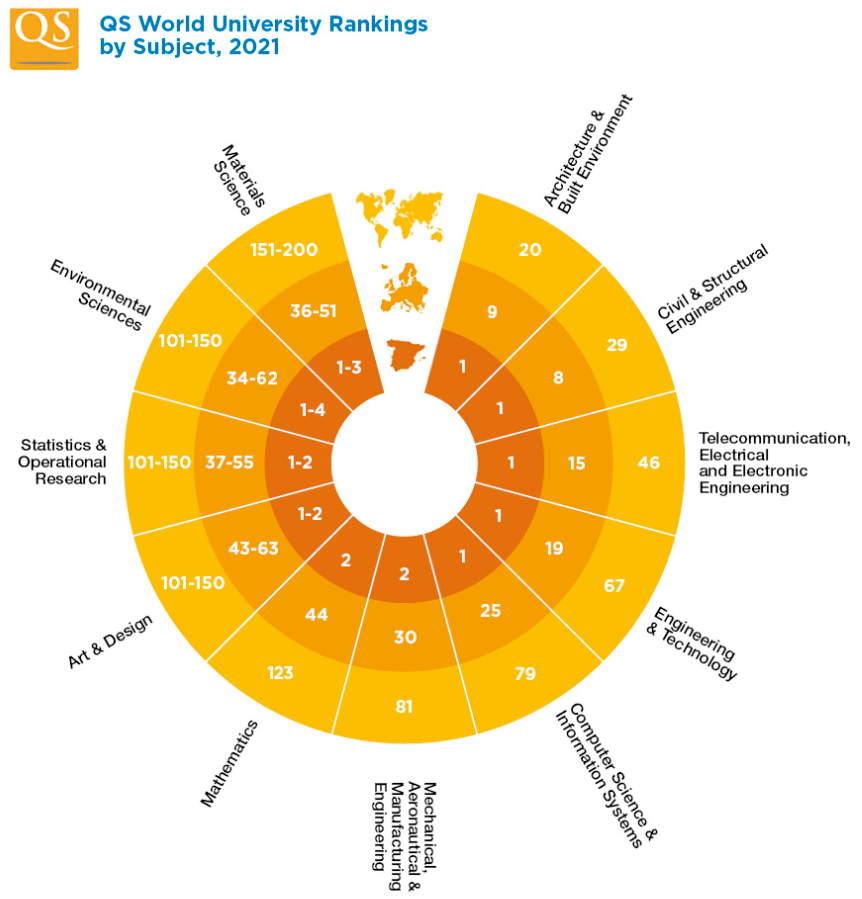 QS
QS World University Rankings
by Subject, 2021
Architecture &
Built Environment
20
9
1
Civil & Structural
Engineering
29
8
1
Telecommunication,
Electrical
and Electronic
Engineering
46
15
1
Engineering
& Technology
67
19
1
Computer Science &
Information Systems
79
25
1
Mechanical,
Aeronautical &
Manufacturing
Engineering
81
30
2
Mathematics
123
44
2
Art & Design
101-150
43-63
1-2
Statistics &
Operational
Research
101-150
37-55
1-2
Environmental
Sciences
101-150
34-62
1-4
Materials
Science
151-200
36-51
1-3